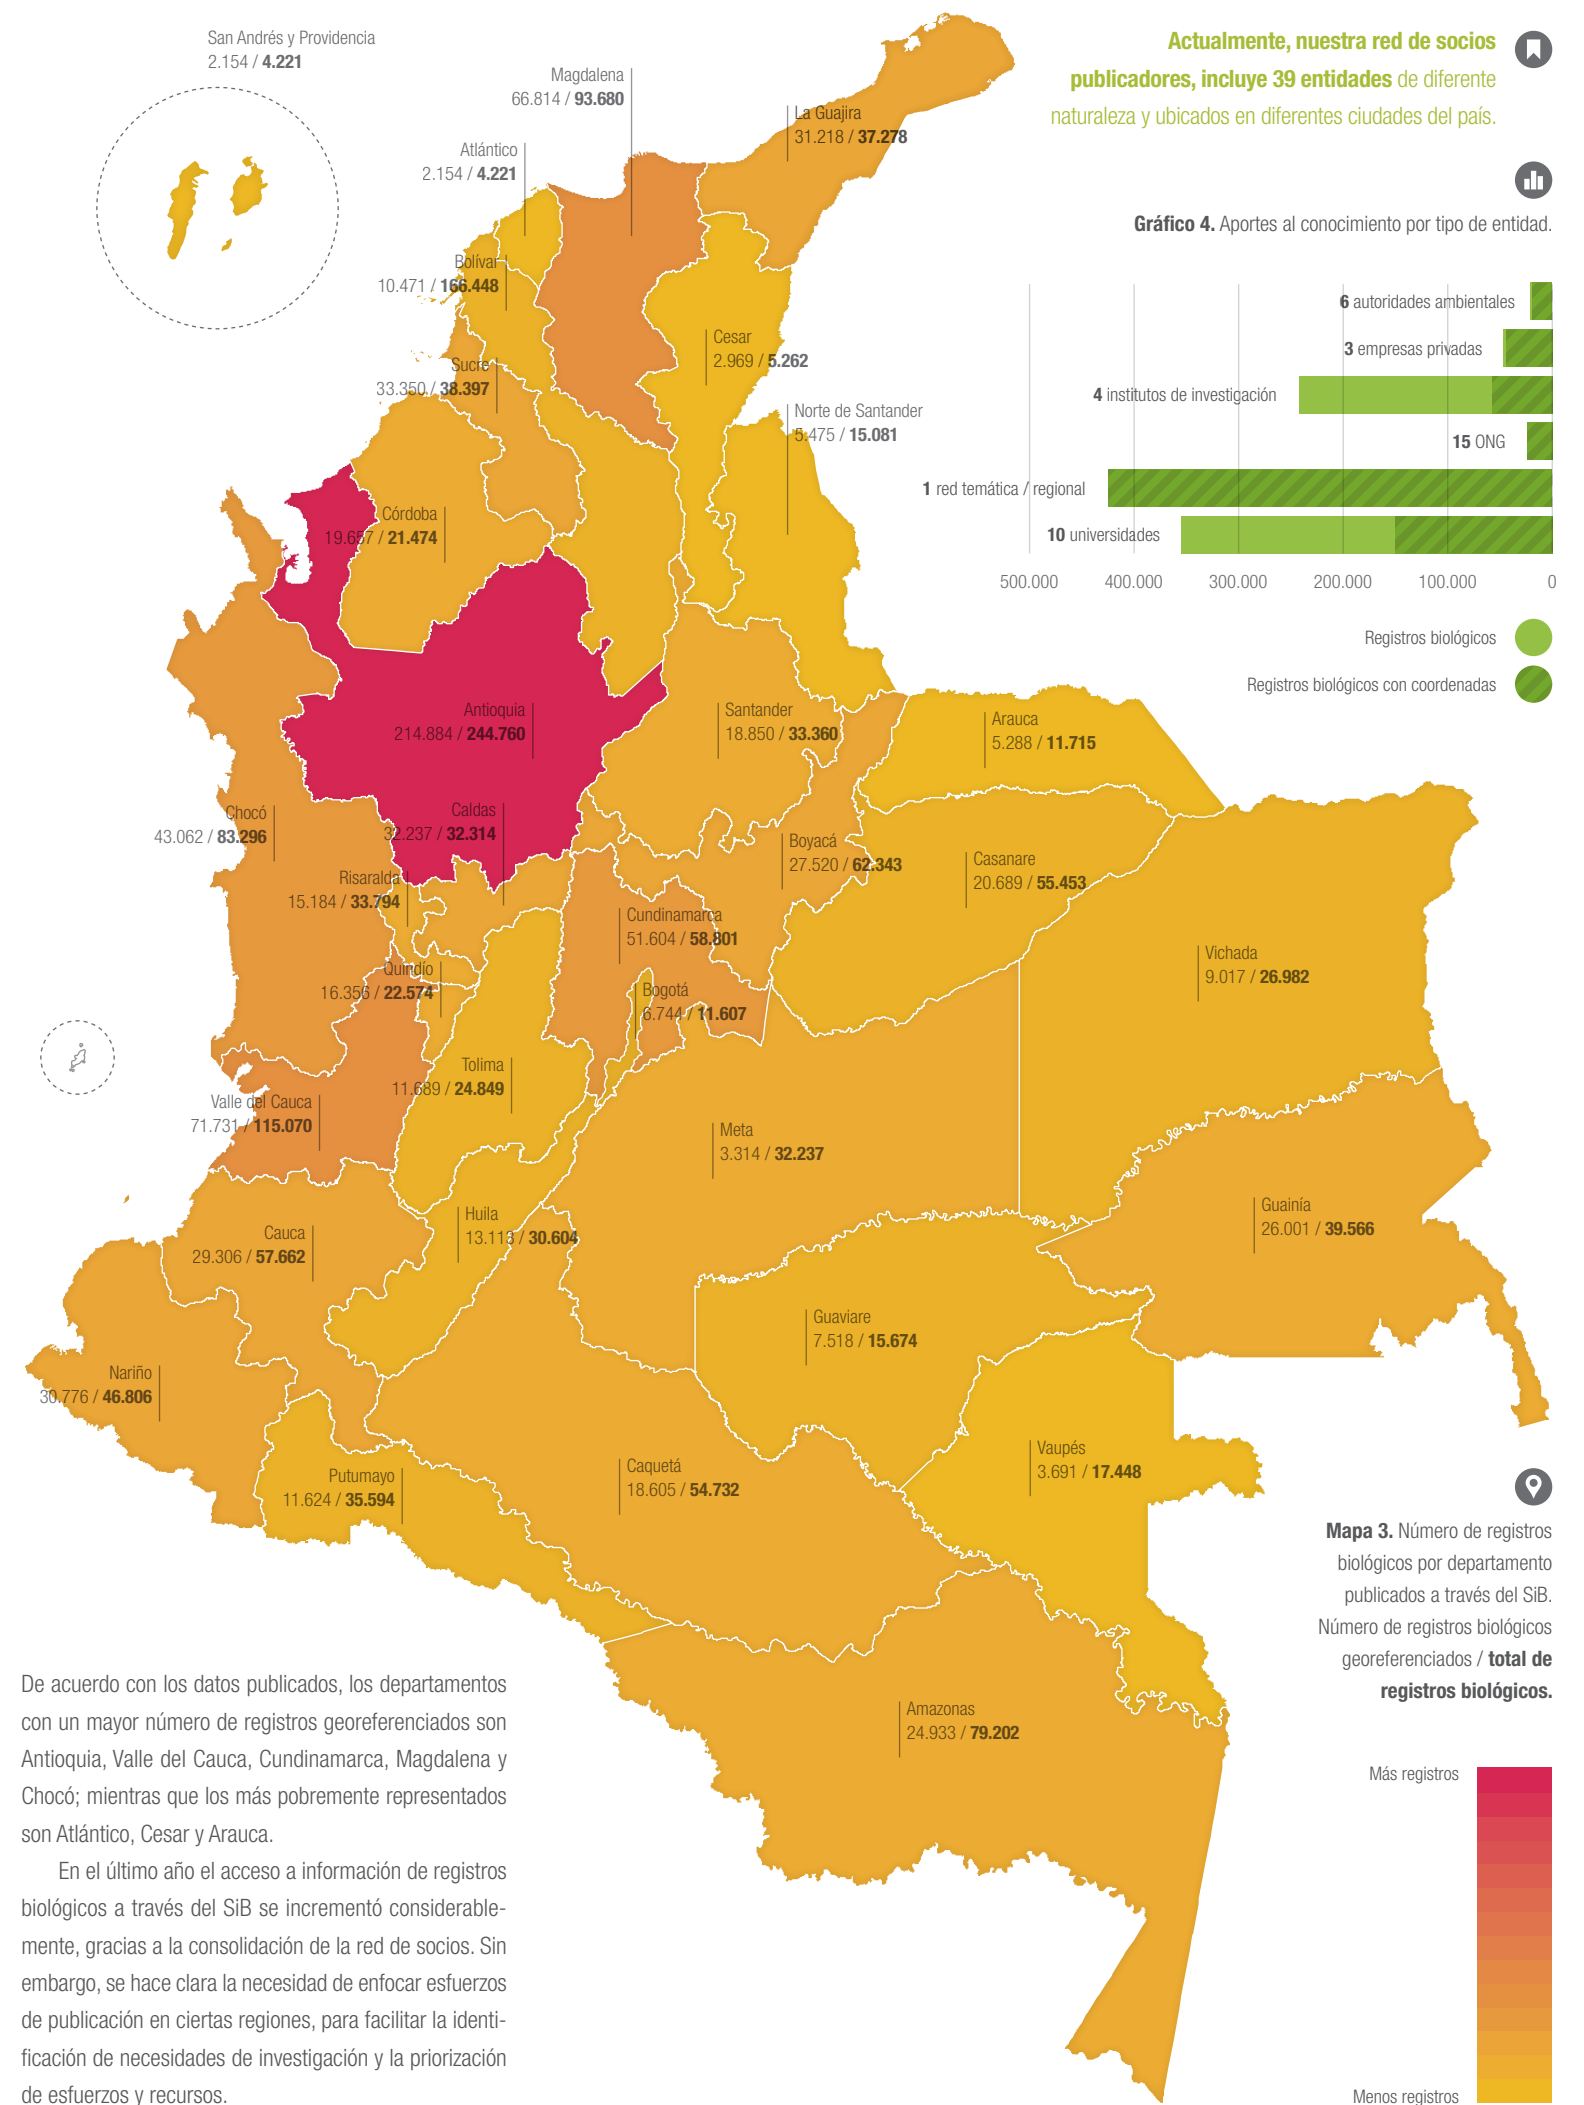 San Andrés y Providencia
2.154 / 4.221
Magdalena
66.814 / 93.680
Atlántico
2.154 / 4.221
La Guajira
31.218 / 37.278
Bolívar
10.471 / 166.448
Sucre
33.350 / 38.397
Cesar
2.969 / 5.262
Norte de Santander
5.475 / 15.081
Córdoba
19.657 / 21.474
Antioquia
214.884 / 244.760
Santander
18.850 / 33.360
Arauca
5.288 / 11.715
Chocó
43.062 / 83.296
Caldas
32.237 / 32.314
Boyacá
27.520 / 62.343
Casanare
20.689 / 55.453
Risaralda
15.184 / 33.794
Cundinamarca
51.604 / 58.801
Vichada
9.017 / 26.982
Quindío
16.356 / 22.574
Bogotá
6.744 / 11.607
Tolima
11.689 / 24.849
Valle del Cauca
71.731 / 115.070
Meta
3.314 / 32.237
Guainía
26.001 / 39.566
Huila
13.113 / 30.604
Cauca
29.306 / 57.662
Guaviare
7.518 / 15.674
Nariño
30.776 / 46.806
Vaupés
3.691 / 17.448
Caquetá
18.605 / 54.732
Putumayo
11.624 / 35.594
Amazonas
24.933 / 79.202
Actualmente, nuestra red de socios
publicadores, incluye 39 entidades de diferente
naturaleza y ubicados en diferentes ciudades del país.
Gráfico 4. Aportes al conocimiento por tipo de entidad.
6 autoridades ambientales
3 empresas privadas
4 institutos de investigación
15 ONG
1 red temática / regional
10 universidades
500.000 400.000 300.000 200.000 100.000 0
Registros biológicos
Registros biológicos con coordenadas
Mapa 3. Número de registros
biológicos por departamento
publicados a través del SiB.
Número de registros biológicos
georeferenciados / total de
registros biológicos.
Más registros
Menos registros
De acuerdo con los datos publicados, los departamentos
con un mayor número de registros georeferenciados son
Antioquia, Valle del Cauca, Cundinamarca, Magdalena y
Chocó; mientras que los más pobremente representados
son Atlántico, Cesar y Arauca.
En el último año el acceso a información de registros
biológicos a través del SiB se incrementó considerable-
mente, gracias a la consolidación de la red de socios. Sin
embargo, se hace clara la necesidad de enfocar esfuerzos
de publicación en ciertas regiones, para facilitar la identi-
ficación de necesidades de investigación y la priorización
de esfuerzos y recursos.